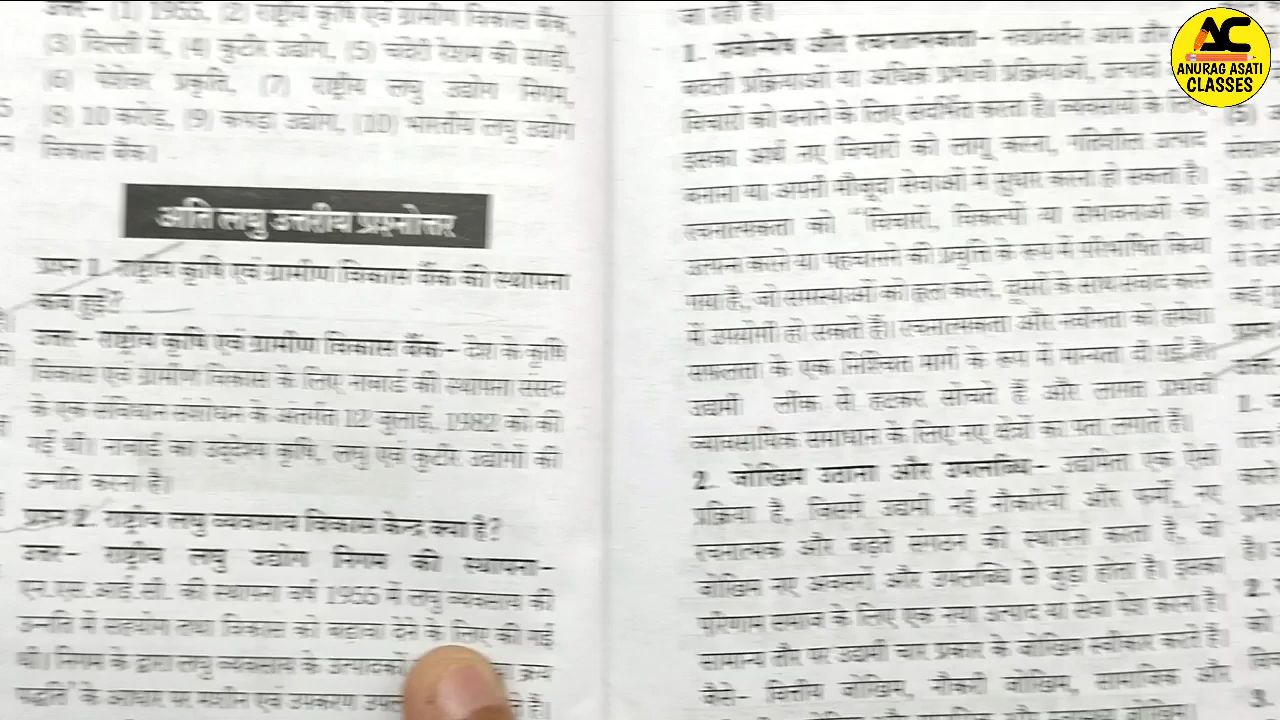 उत्तर– (1) 1955, (2) राष्ट्रीय कृषि एवं ग्रामीण विकास बैंक,
(3) दिल्ली में, (4) कुटीर उद्योग, (5) चंदेरी रेशम की साड़ी,
(6) प्रकृति, (7) राष्ट्रीय लघु उद्योग निगम,
(8) 10 करोड़, (9) कपड़ा उद्योग, (10) भारतीय लघु उद्योग
विकास बैंक।
अति लघु उत्तरीय प्रश्नोत्तर
प्रश्न 1. राष्ट्रीय कृषि एवं ग्रामीण विकास बैंक की स्थापना
कब हुई?
उत्तर– राष्ट्रीय कृषि एवं ग्रामीण विकास बैंक– देश के कृषि
विकास एवं ग्रामीण विकास के लिए नाबार्ड की स्थापना संसद
के एक संविधान संशोधन के अंतर्गत 12 जुलाई, 1982 को की
गई थी। नाबार्ड का उद्देश्य कृषि, लघु एवं कुटीर उद्योगों की
उन्नति करना है।
प्रश्न 2. राष्ट्रीय लघु व्यवसाय विकास केन्द्र क्या है?
उत्तर– राष्ट्रीय लघु उद्योग निगम की स्थापना–
एन.एस.आई.सी. की स्थापना वर्ष 1955 में लघु व्यवसाय की
उन्नति में सहयोग तथा विकास को बढ़ावा देने के लिए की गई
थी। निगम के द्वारा लघु व्यवसाय के उत्पादकों क्रय
पद्धति' के आधार पर मशीन एवं उपकरण है।
जा रही है।
1. नवोन्मेष और रचनात्मकता– नवप्रवर्तन आम तौर
बदली प्रक्रियाओं या अधिक प्रभावी प्रक्रियाओं,
विचारों को बनाने के लिए संदर्भित करता है। व्यवसायों के लिए,
इसका अर्थ नए विचारों को लागू करना, गतिशील उत्पाद
बनाना या अपनी मौजूदा सेवाओं में सुधार करना हो सकता है।
रचनात्मकता को "विचारों, विकल्पों या संभावनाओं को
उत्पन्न करने या पहचानने की प्रवृत्ति के रूप में परिभाषित किया
गया है, जो समस्याओं को हल करने, दूसरों के साथ संवाद करने
में उपयोगी हो सकते हैं। रचनात्मकता और नवीनता को हमेशा
सफलता के एक निश्चित मार्ग के रूप में मान्यता दी गई है।
उद्यमी लीक से हटकर सोचते हैं और लागत प्रभावी
व्यावसायिक समाधान के लिए नए क्षेत्रों का पता लगाते हैं।
2. जोखिम उठाना और उपलब्धि– उद्यमिता एक ऐसी
प्रक्रिया है, जिसमें उद्यमी नई नौकरियों और फर्मों, नए
रचनात्मक और बढ़ते संगठन की स्थापना करता है, जो
जोखिम नए अवसरों और उपलब्धि से जुड़ा होता है। इसका
परिणाम समाज के लिए एक नया उत्पाद या सेवा पेश करना है।
सामान्य तौर पर उद्यमी चार प्रकार के जोखिम स्वीकार करते हैं।
जैसे– वित्तीय जोखिम, नौकरी जोखिम, सामाजिक और
1.
2.
3.
AC
ANURAG ASATI
CLASSES